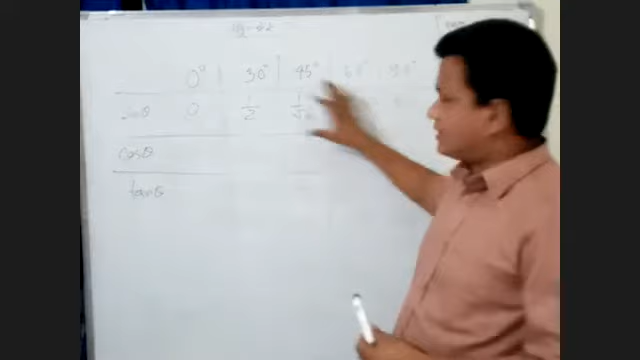 0° | 30° | 45° | 60° | 90°
sinθ 0 1/2 1/√2
cosθ
tanθ